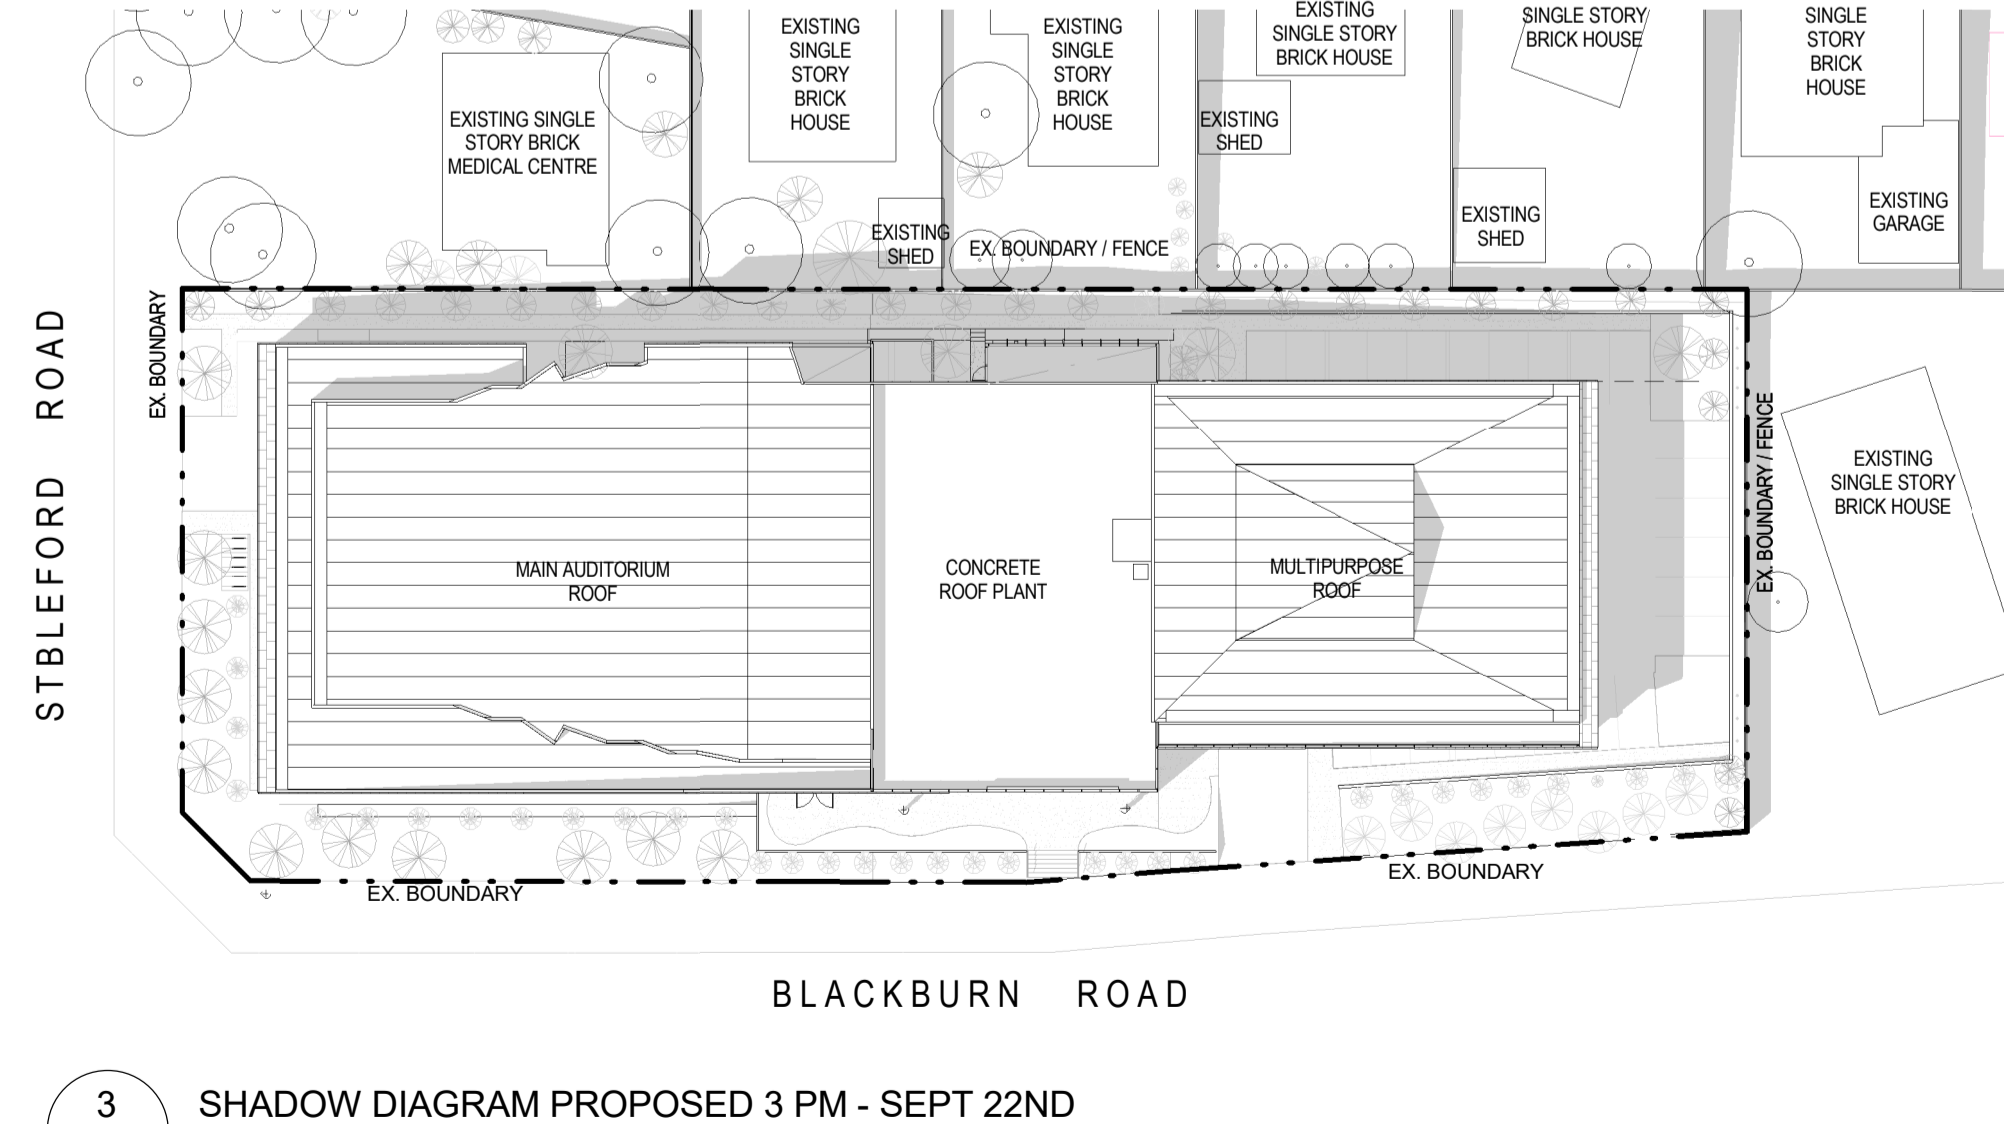 EXISTING
SINGLE
STORY
BRICK
HOUSE
EXISTING
SINGLE
STORY
BRICK
HOUSE
EXISTING
SINGLE STORY
BRICK HOUSE
SINGLE STORY
BRICK HOUSE
SINGLE
STORY
BRICK
HOUSE
EXISTING SINGLE
STORY BRICK
MEDICAL CENTRE
EXISTING
SHED
EXISTING
SHED
EX. BOUNDARY / FENCE
EXISTING
SHED
EXISTING
GARAGE
STBLEFORD ROAD
EX. BOUNDARY
MAIN AUDITORIUM
ROOF
CONCRETE
ROOF PLANT
MULTIPURPOSE
ROOF
EX. BOUNDARY / FENCE
EXISTING
SINGLE STORY
BRICK HOUSE
EX. BOUNDARY
EX. BOUNDARY
BLACKBURN ROAD
3
SHADOW DIAGRAM PROPOSED 3 PM - SEPT 22ND